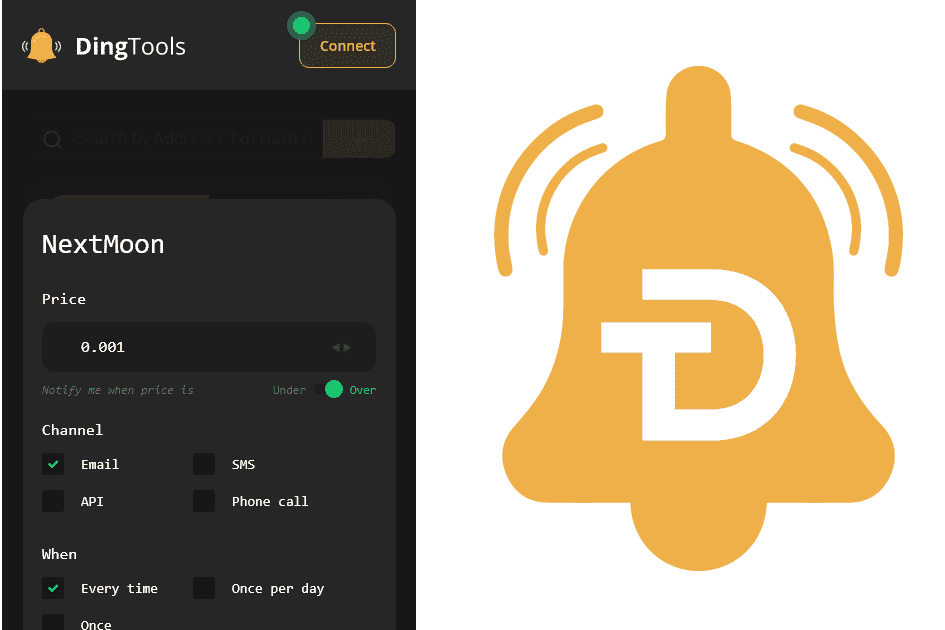 DingTools
Connect
Search by Address / Txn Hash /
NextMoon
Price
0.001
Notify me when price is
Under
Over
Channel
Email
SMS
API
Phone call
When
Every time
Once per day
Once
TD